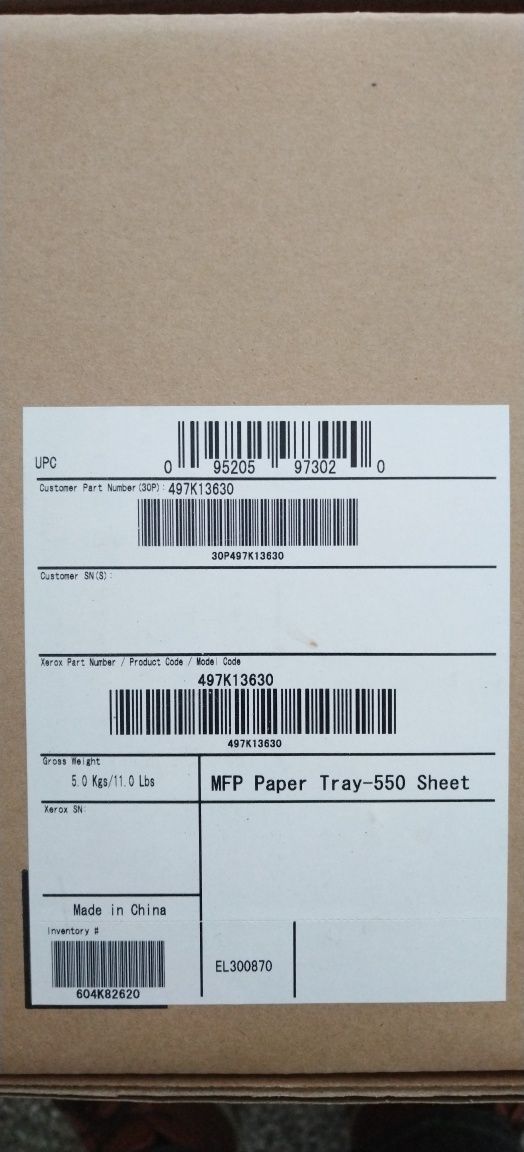 UPC
0 95205 97302 0
Customer Part Number(30P): 497K13630
30P497K13630
Customer SN(S):
Xerox Part Number / Product Code / Model Code
497K13630
497K13630
Gross Weight
5.0 Kgs/11.0 Lbs
MFP Paper Tray-550 Sheet
Xerox SN:
Made in China
Inventory #
604K82620
EL300870